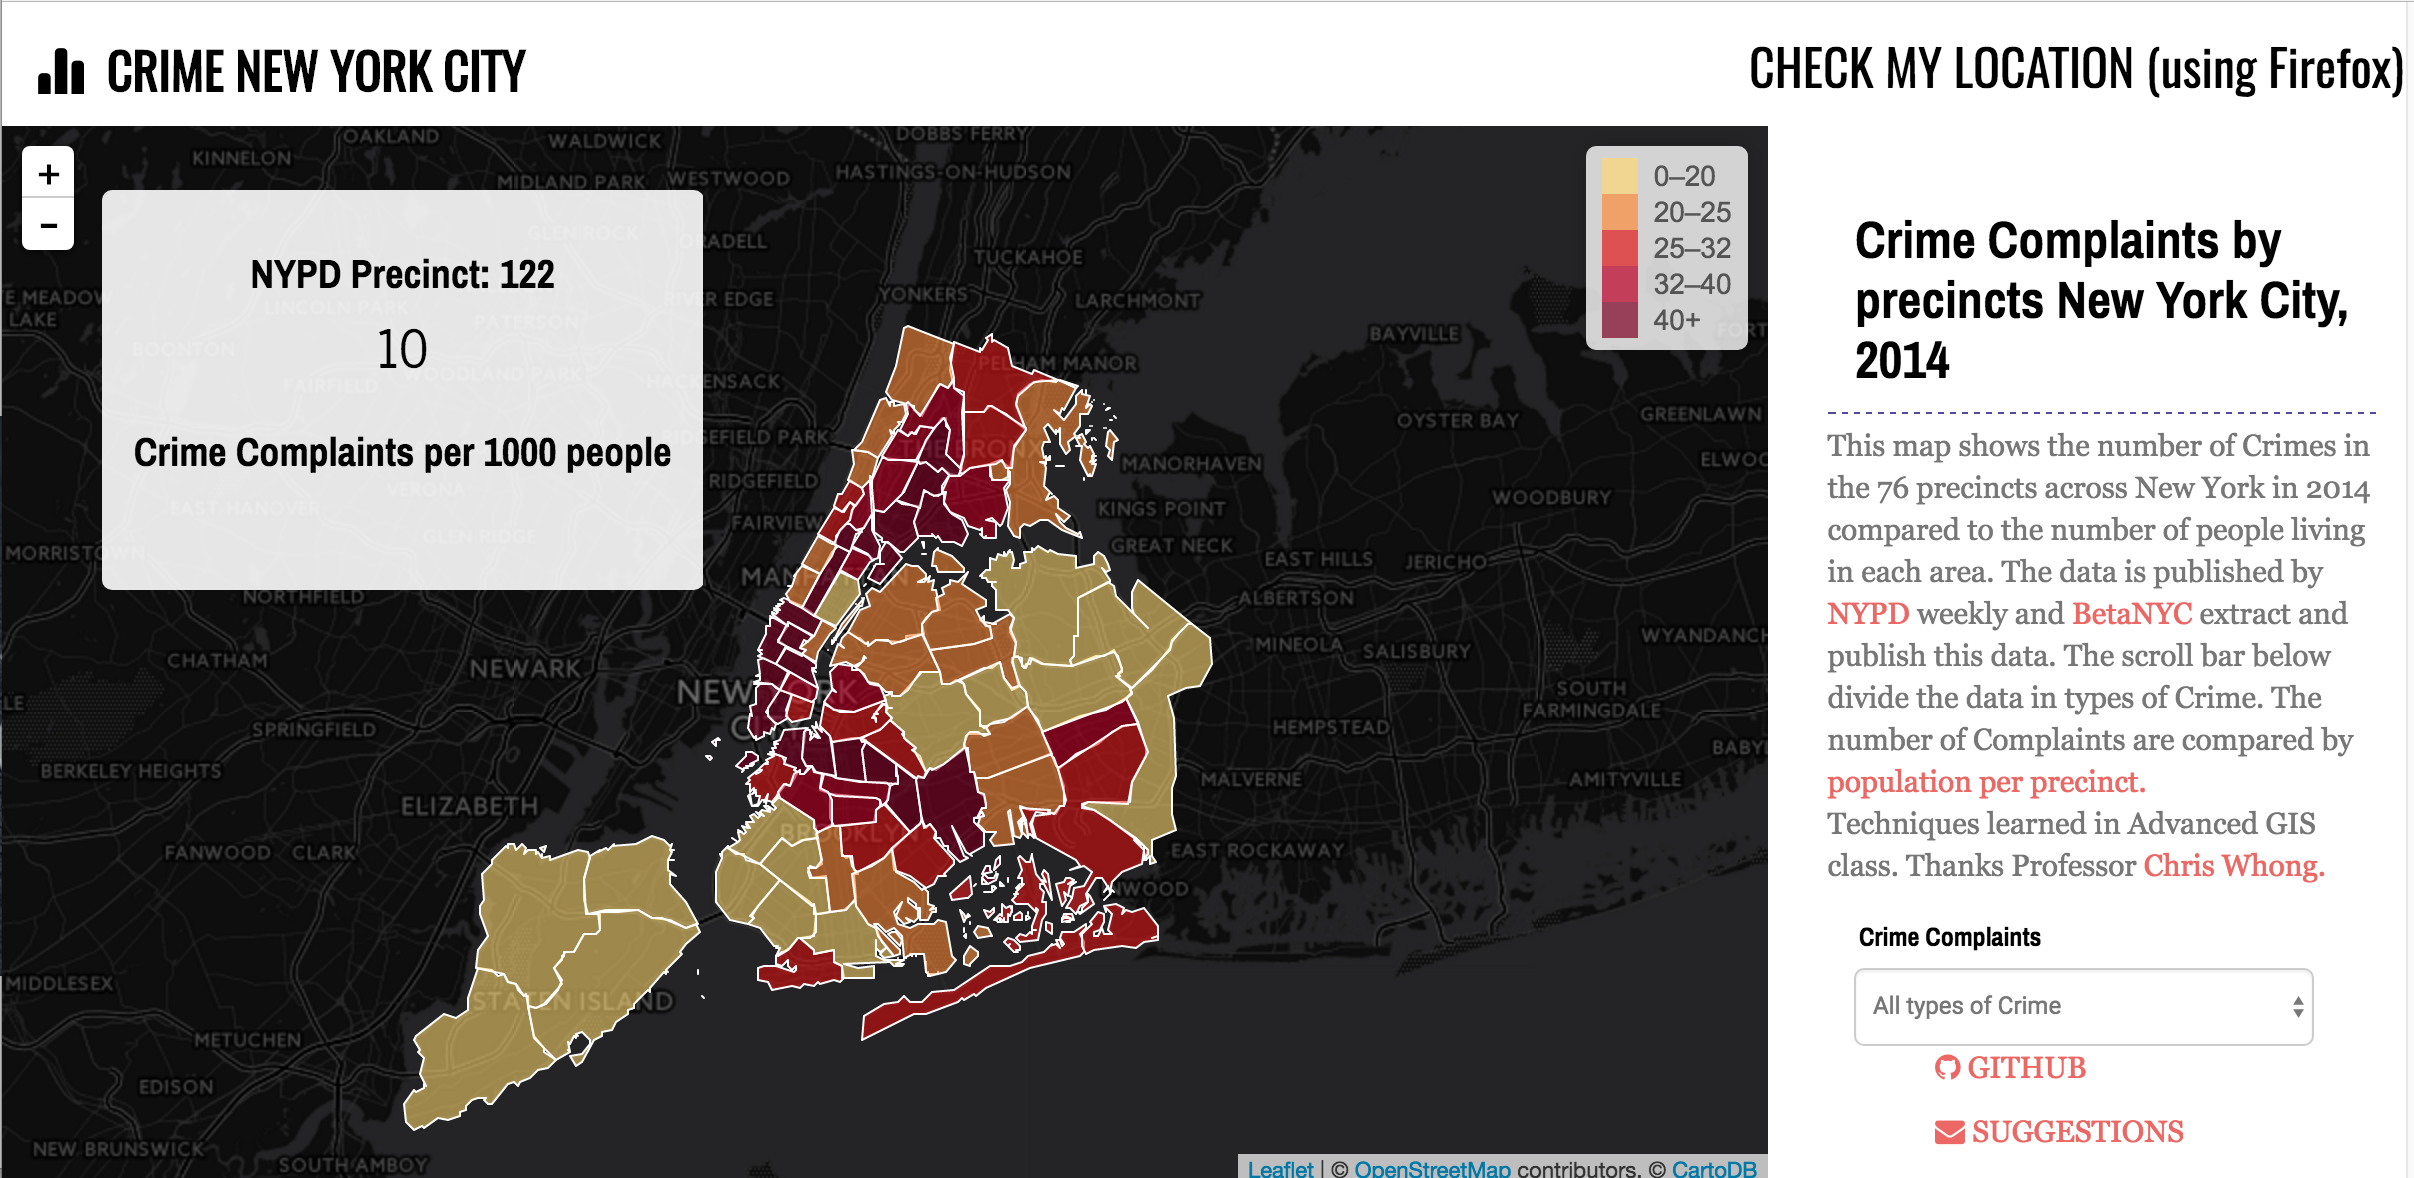 CRIME NEW YORK CITY
CHECK MY LOCATION (using Firefox)
+
−
NYPD Precinct: 122
10
Crime Complaints per 1000 people
0–20
20–25
25–32
32–40
40+
OAKLAND
WALDWICK
DOBBS FERRY
KINNELON
MIDLAND PARK
WESTWOOD
HASTINGS-ON-HUDSON
GLEN ROCK
ORADELL
TUCKAHOE
E MEADOW
LAKE
LINCOLN PARK
PATERSON
RIVER EDGE
YONKERS
LARCHMONT
BOONTON
FAIRFIELD
WOODLAND PARK
HACKENSACK
PELHAM MANOR
BAYVILLE
FORT
OYSTER BAY
GREENLAWN
RIDGEFIELD PARK
THE BRONX
MANORHAVEN
ELWOO
VERONA
RIDGEFIELD
WOODBURY
EAST HANOVER
FAIRVIEW
KINGS POINT
GLEN RIDGE
MORRISTOWN
GREAT NECK
EAST HILLS
JERICHO
NORTHFIELD
ALBERTSON
MINEOLA
SALISBURY
WYANDANCH
CHATHAM
NEWARK
NEW YORK
SOUTH
FARMINGDALE
LE
SPRINGFIELD
HEMPSTEAD
BABYL
BERKELEY HEIGHTS
MALVERNE
AMITYVILLE
ELIZABETH
BROOKLYN
FANWOOD
CLARK
EAST ROCKAWAY
INWOOD
MIDDLESEX
STATEN ISLAND
METUCHEN
EDISON
NEW BRUNSWICK
SOUTH AMBOY
Leaflet | © OpenStreetMap contributors, © CartoDB
Crime Complaints by
precincts New York City,
2014
This map shows the number of Crimes in
the 76 precincts across New York in 2014
compared to the number of people living
in each area. The data is published by
NYPD weekly and BetaNYC extract and
publish this data. The scroll bar below
divide the data in types of Crime. The
number of Complaints are compared by
population per precinct.
Techniques learned in Advanced GIS
class. Thanks Professor Chris Whong.
Crime Complaints
All types of Crime
GITHUB
SUGGESTIONS